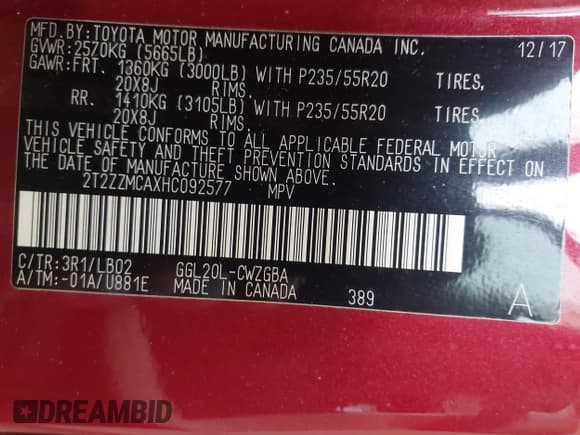 MFD.BY:TOYOTA MOTOR MANUFACTURING CANADA INC. 12/17
GVWR:2570KG (5665LB)
GAWR:FRT. 1360KG (3000LB) WITH P235/55R20 TIRES,
20X8J RIMS.
RR. 1410KG (3105LB) WITH P235/55R20 TIRES,
20X8J RIMS.
THIS VEHICLE CONFORMS TO ALL APPLICABLE FEDERAL MOTOR
VEHICLE SAFETY AND THEFT PREVENTION STANDARDS IN EFFECT ON
THE DATE OF MANUFACTURE SHOWN ABOVE.
2T2ZZMCAXHC092577 MPV
C/TR:3R1/LB02 GGL20L-CWZGBA
A/TM:-01A/U881E 389 A
DREAMBID